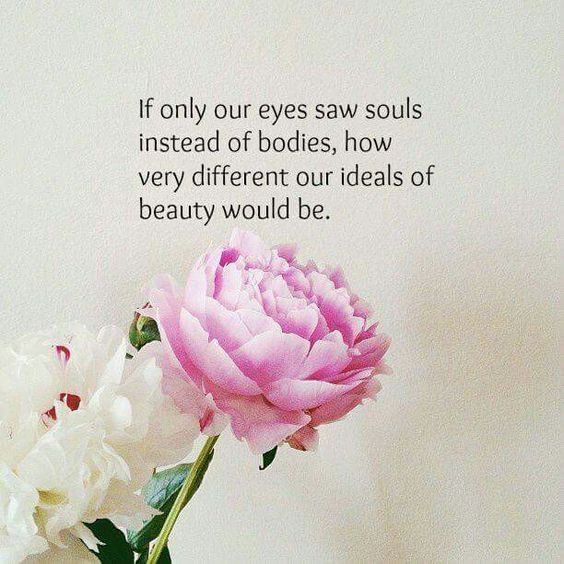 If only our eyes saw souls
instead of bodies, how
very different our ideals of
beauty would be.